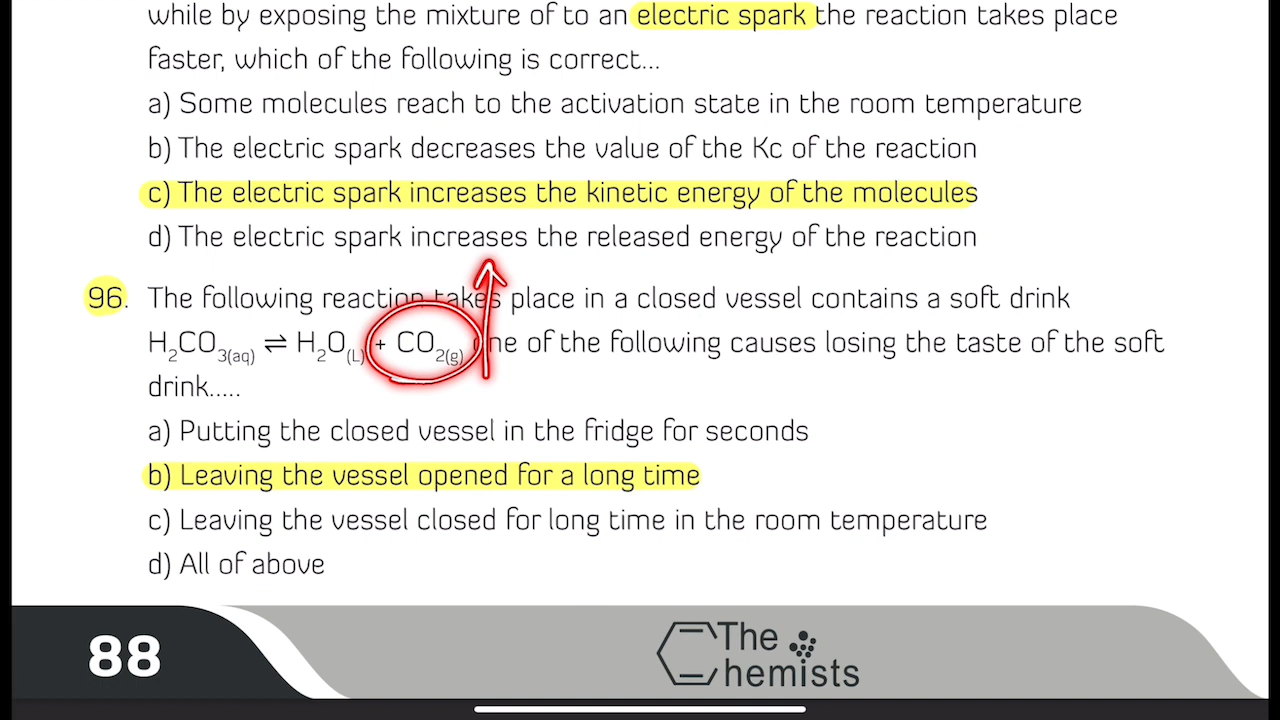 while by exposing the mixture of to an electric spark the reaction takes place
faster, which of the following is correct...
a) Some molecules reach to the activation state in the room temperature
b) The electric spark decreases the value of the Kc of the reaction
c) The electric spark increases the kinetic energy of the molecules
d) The electric spark increases the released energy of the reaction
96. The following reaction takes place in a closed vessel contains a soft drink
H₂CO₃(aq) ⇌ H₂O(L) + CO₂(g) One of the following causes losing the taste of the soft
drink.....
a) Putting the closed vessel in the fridge for seconds
b) Leaving the vessel opened for a long time
c) Leaving the vessel closed for long time in the room temperature
d) All of above
88
The
Chemists